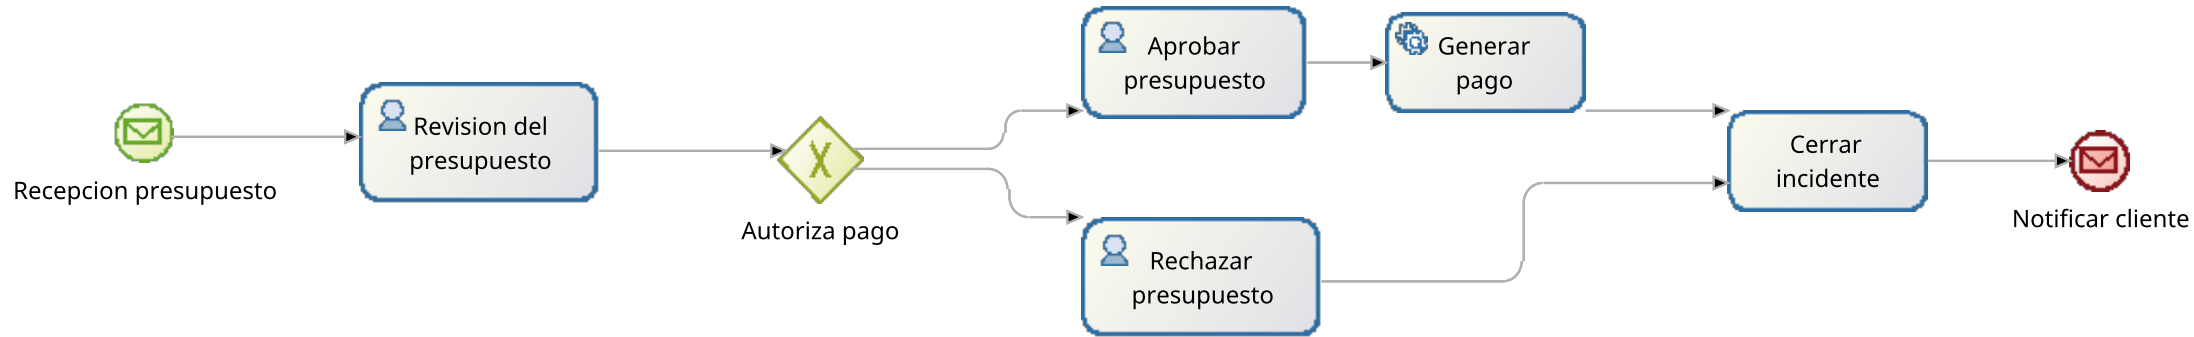 Recepcion presupuesto
Revision del
presupuesto
Autoriza pago
Aprobar
presupuesto
Generar
pago
Rechazar
presupuesto
Cerrar
incidente
Notificar cliente